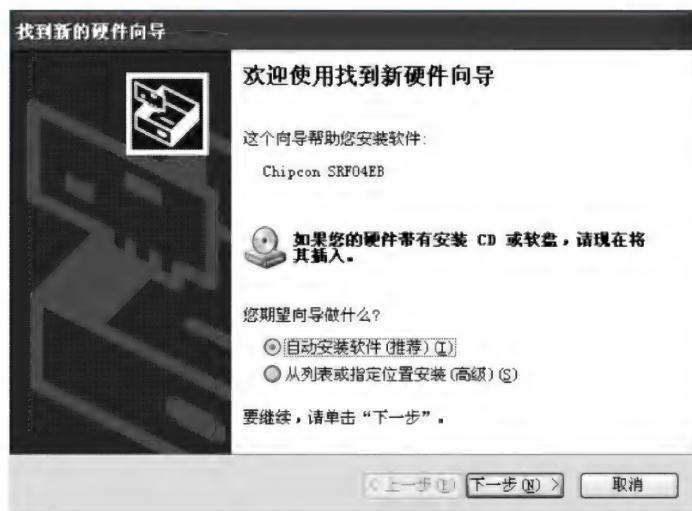 找到新的硬件向导
欢迎使用找到新硬件向导
这个向导帮助您安装软件:
Chipcon SRF04EB
如果您的硬件带有安装 CD 或软盘，请现在将
其插入。
您期望向导做什么?
自动安装软件(推荐)(I)
从列表或指定位置安装(高级)(S)
要继续，请单击“下一步”。
<上一步(B) 下一步(N) > 取消